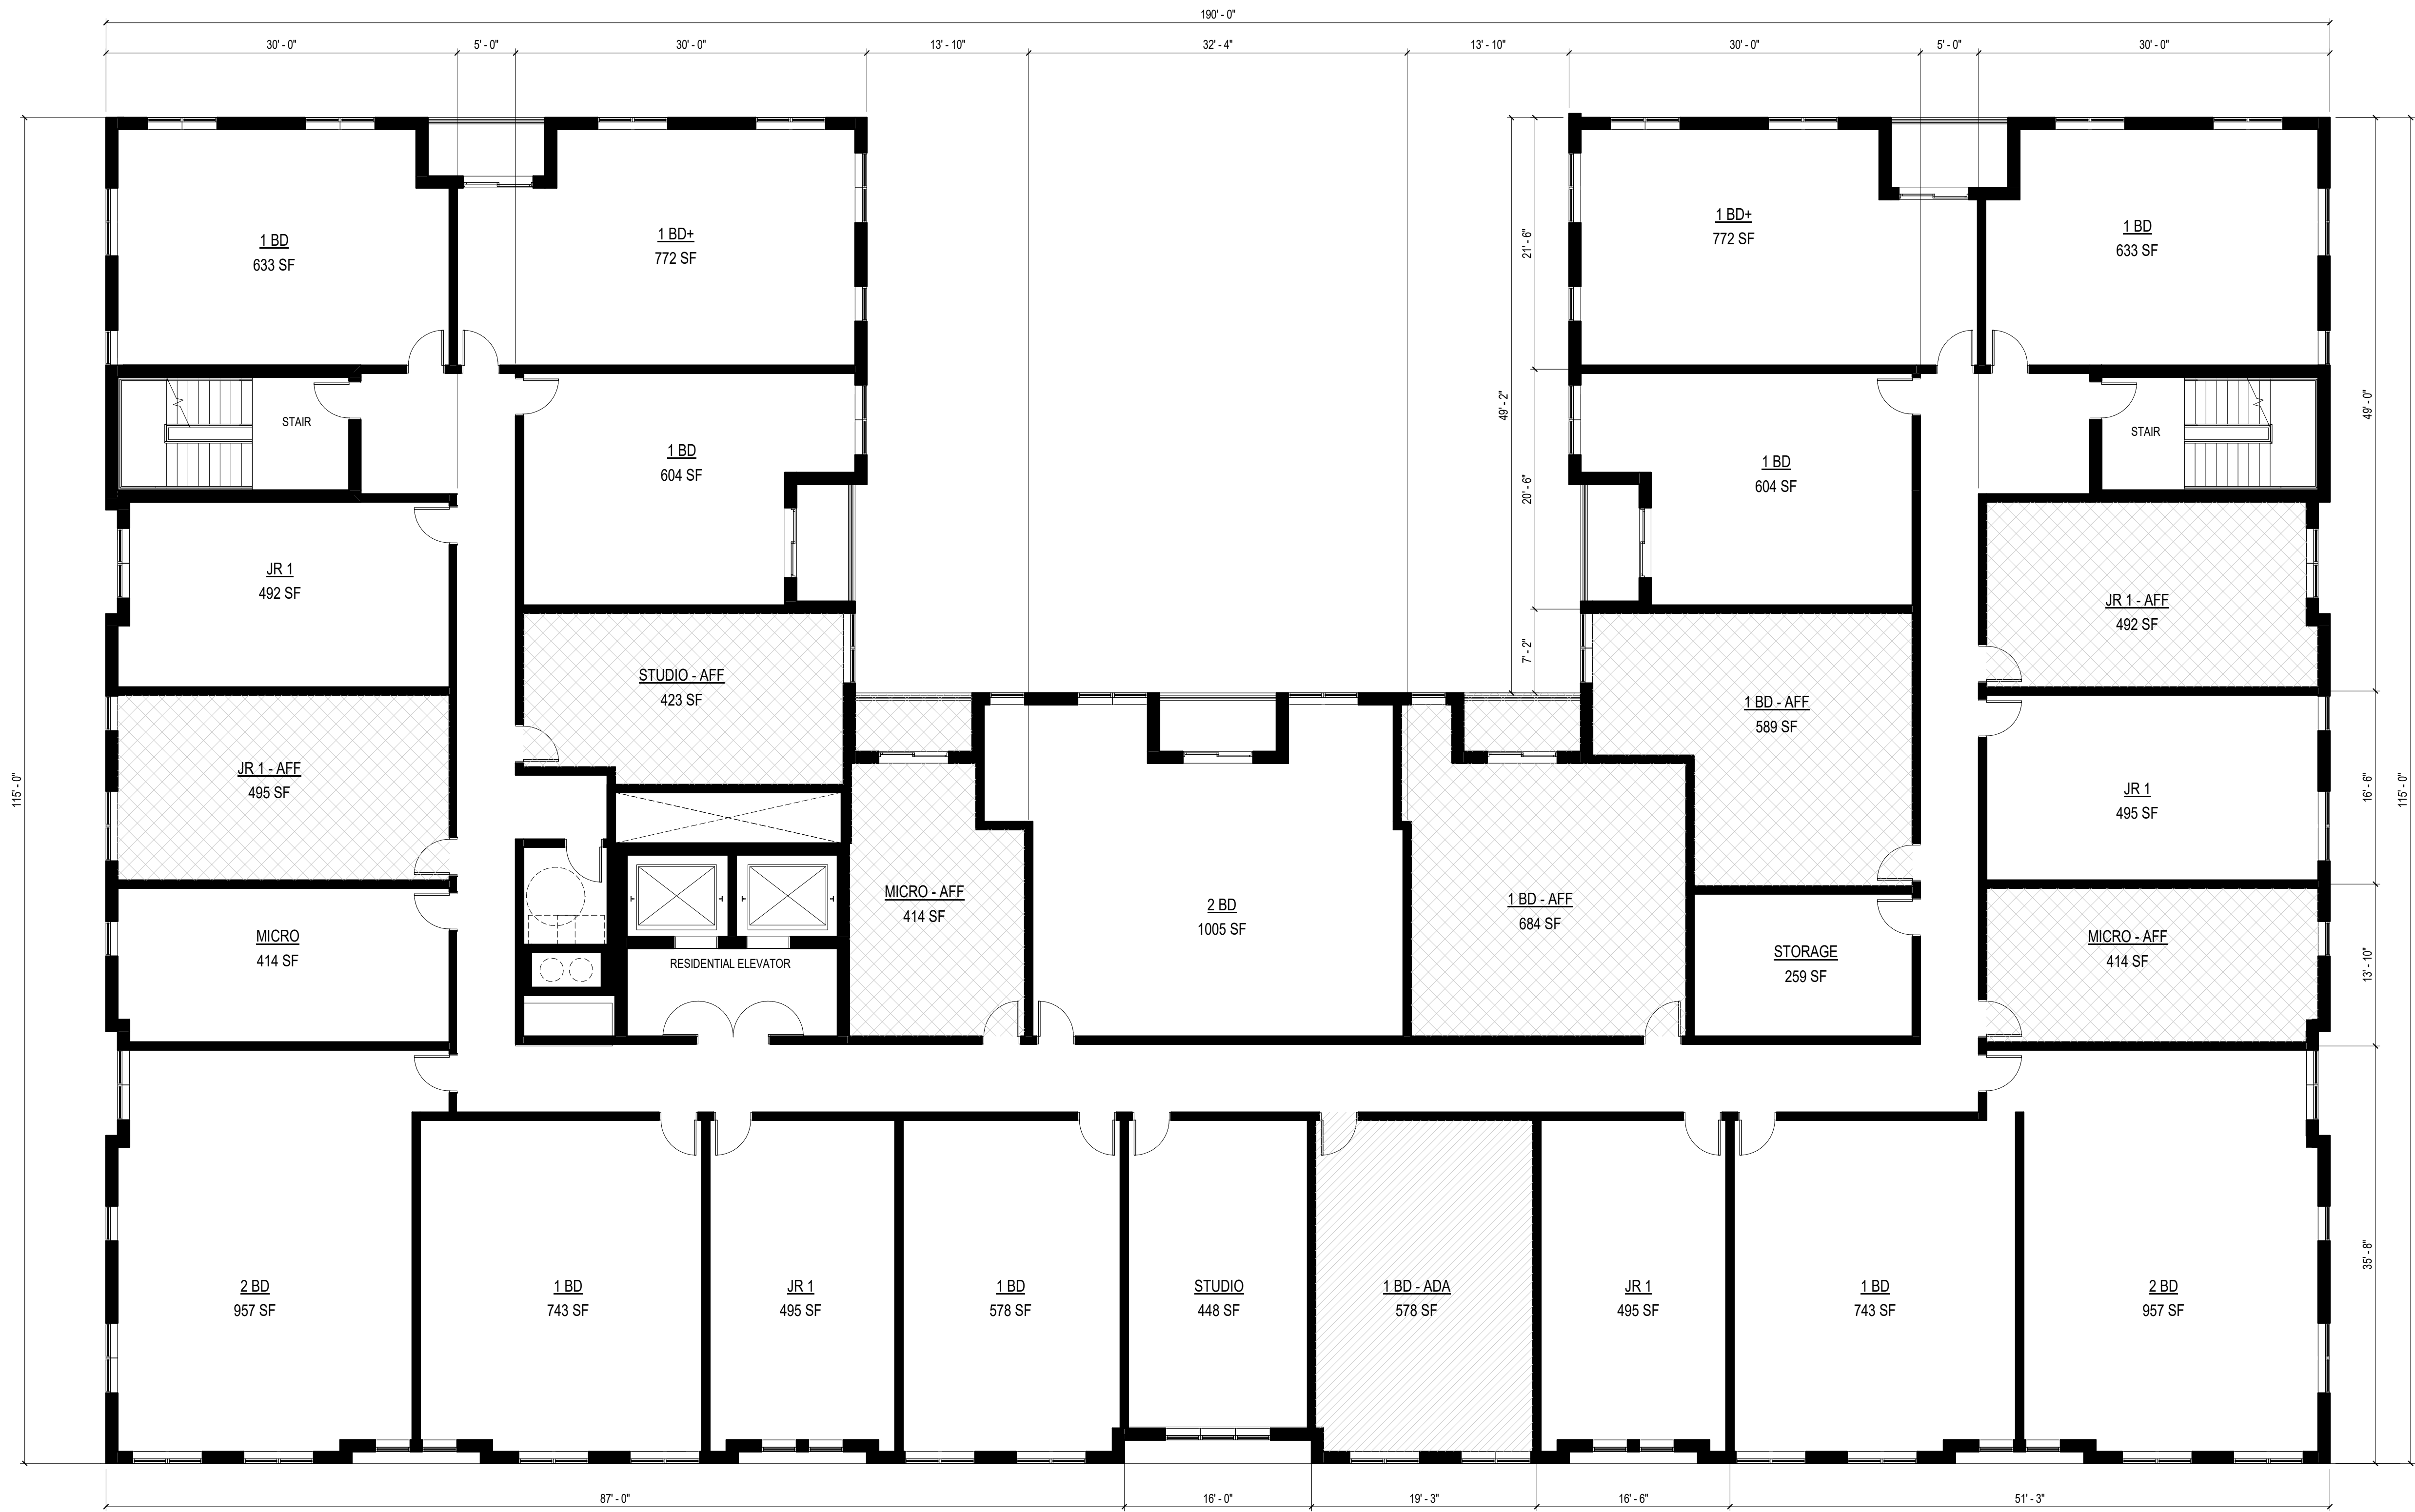 190' - 0"
30' - 0"
5' - 0"
30' - 0"
13' - 10"
32' - 4"
13' - 10"
30' - 0"
5' - 0"
30' - 0"
1 BD
633 SF
1 BD+
772 SF
1 BD+
772 SF
1 BD
633 SF
21' - 6"
49' - 2"
49' - 0"
STAIR
1 BD
604 SF
1 BD
604 SF
STAIR
20' - 6"
JR 1
492 SF
JR 1 - AFF
492 SF
7' - 2"
STUDIO - AFF
423 SF
1 BD - AFF
589 SF
JR 1 - AFF
495 SF
JR 1
495 SF
115' - 0"
16' - 6"
115' - 0"
MICRO - AFF
414 SF
2 BD
1005 SF
1 BD - AFF
684 SF
MICRO
414 SF
RESIDENTIAL ELEVATOR
STORAGE
259 SF
MICRO - AFF
414 SF
13' - 10"
35' - 8"
2 BD
957 SF
1 BD
743 SF
JR 1
495 SF
1 BD
578 SF
STUDIO
448 SF
1 BD - ADA
578 SF
JR 1
495 SF
1 BD
743 SF
2 BD
957 SF
87' - 0"
16' - 0"
19' - 3"
16' - 6"
51' - 3"